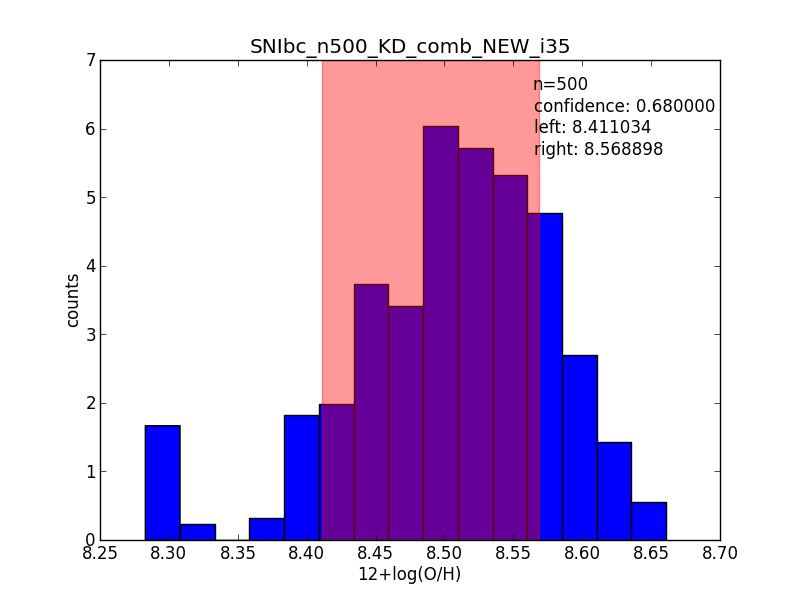 SNIbc_n500_KD_comb_NEW_i35
7
n=500
confidence: 0.680000
6
left: 8.411034
right: 8.568898
5
4
counts
3
2
1
0
8.25 8.30 8.35 8.40 8.45 8.50 8.55 8.60 8.65 8.70
12+log(O/H)